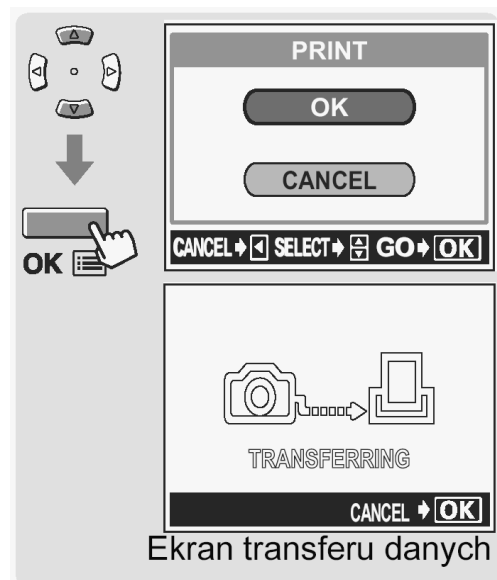 PRINT
OK
CANCEL
CANCEL SELECT GO OK
OK
TRANSFERRING
CANCEL OK
Ekran transferu danych